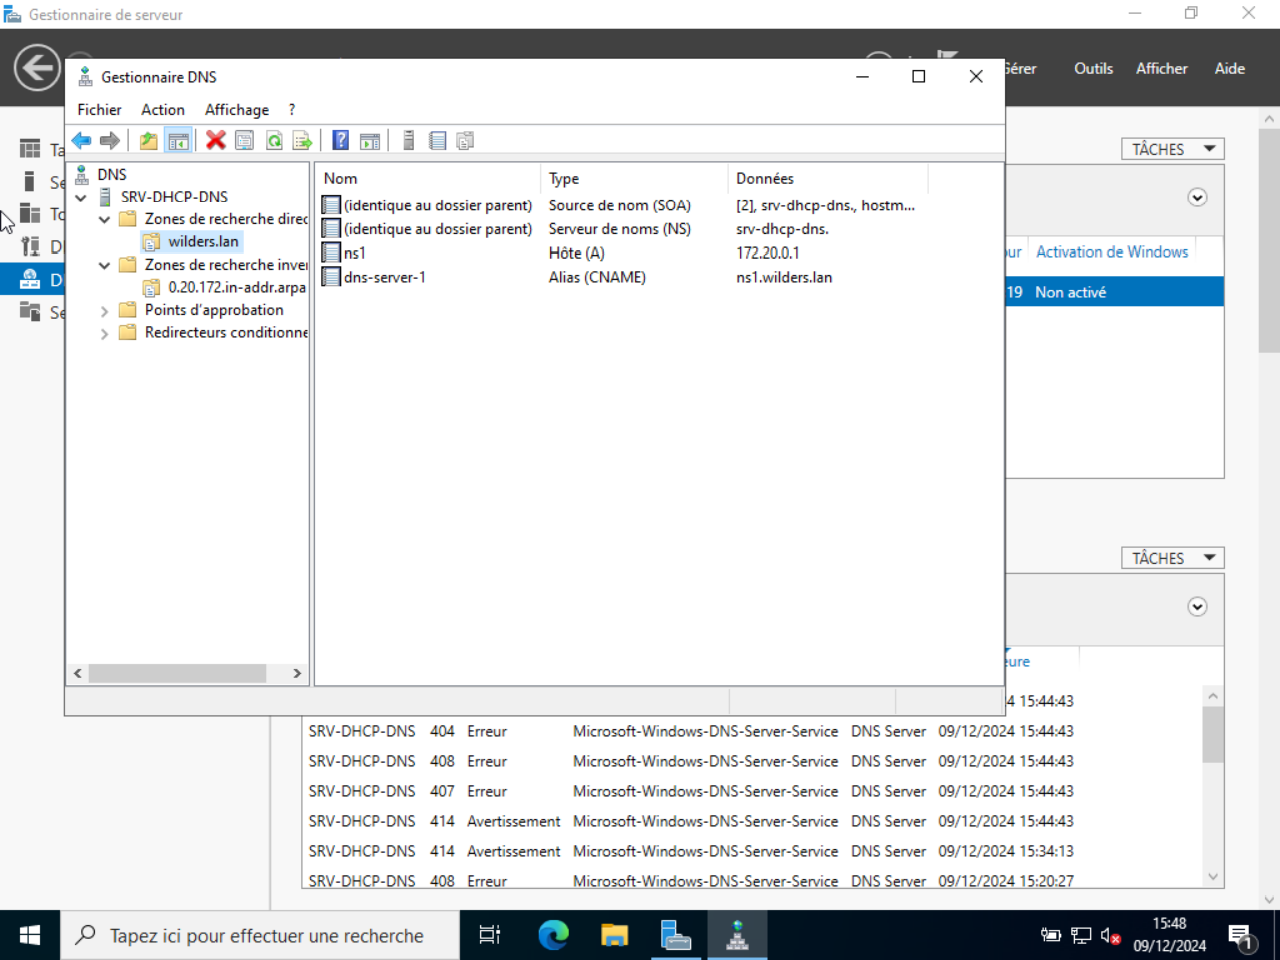 Gestionnaire de serveur
Gérer
Outils
Afficher
Aide
Gestionnaire DNS
Fichier
Action
Affichage
?
DNS
SRV-DHCP-DNS
Zones de recherche direc
wilders.lan
Zones de recherche inver
0.20.172.in-addr.arpa
Points d'approbation
Redirecteurs conditionne
Nom Type Données
(identique au dossier parent) Source de nom (SOA) [2], srv-dhcp-dns., hostm...
(identique au dossier parent) Serveur de noms (NS) srv-dhcp-dns.
ns1 Hôte (A) 172.20.0.1
dns-server-1 Alias (CNAME) ns1.wilders.lan
TÂCHES
our Activation de Windows
19 Non activé
TÂCHES
eure
4 15:44:43
SRV-DHCP-DNS 404 Erreur Microsoft-Windows-DNS-Server-Service DNS Server 09/12/2024 15:44:43
SRV-DHCP-DNS 408 Erreur Microsoft-Windows-DNS-Server-Service DNS Server 09/12/2024 15:44:43
SRV-DHCP-DNS 407 Erreur Microsoft-Windows-DNS-Server-Service DNS Server 09/12/2024 15:44:43
SRV-DHCP-DNS 414 Avertissement Microsoft-Windows-DNS-Server-Service DNS Server 09/12/2024 15:44:43
SRV-DHCP-DNS 414 Avertissement Microsoft-Windows-DNS-Server-Service DNS Server 09/12/2024 15:34:13
SRV-DHCP-DNS 408 Erreur Microsoft-Windows-DNS-Server-Service DNS Server 09/12/2024 15:20:27
Tapez ici pour effectuer une recherche
15:48
09/12/2024
1